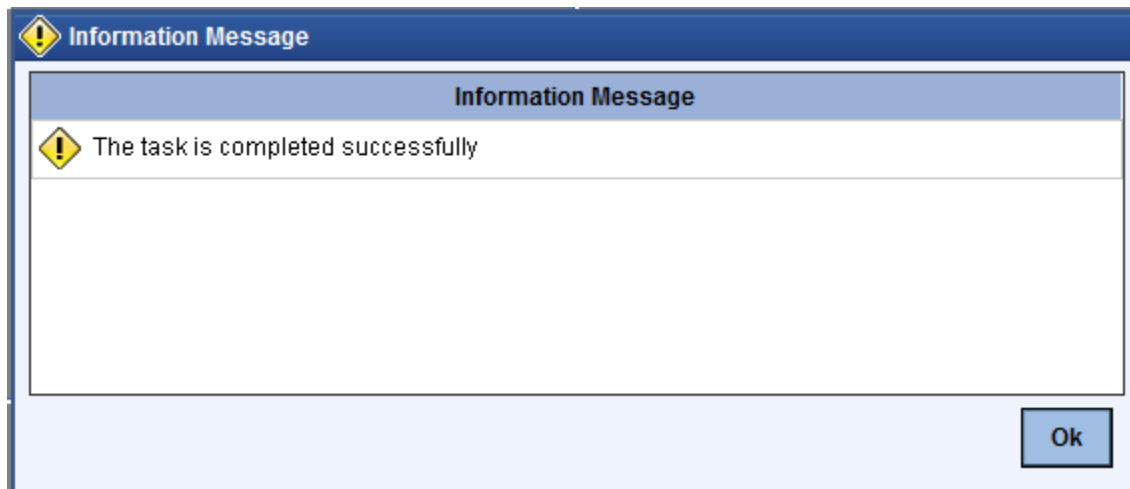 Information Message
Information Message
The task is completed successfully
Ok